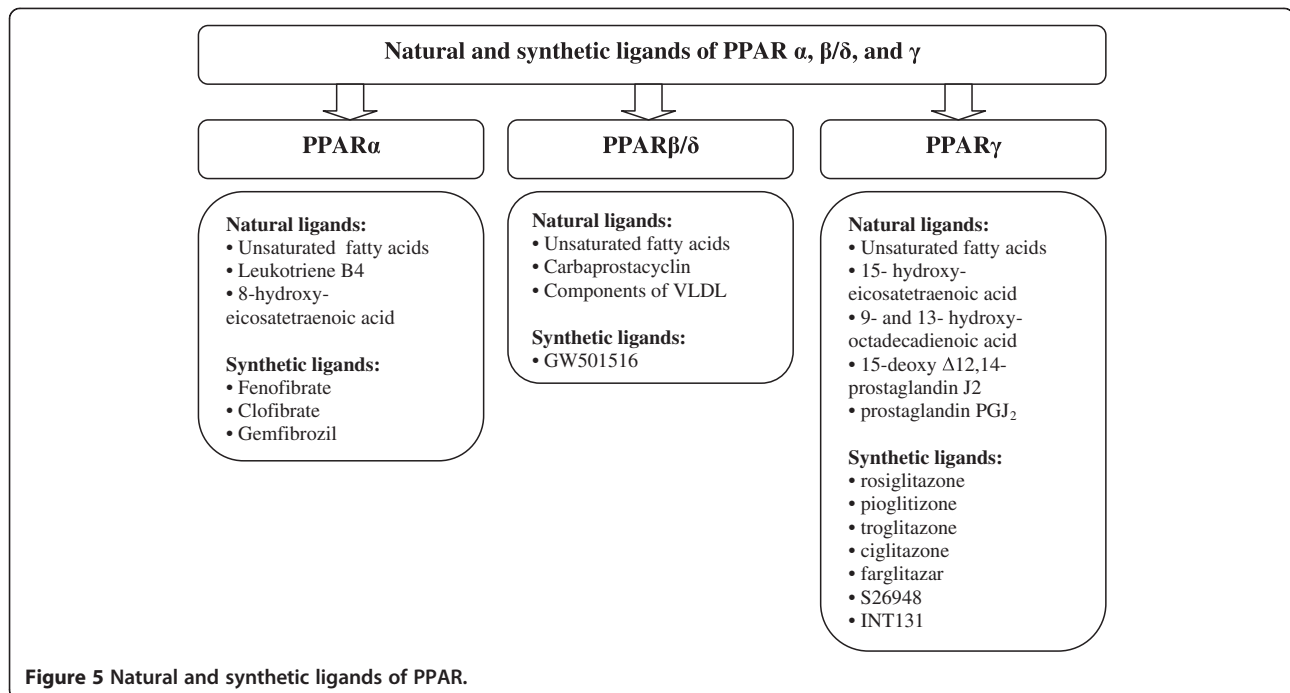 Natural and synthetic ligands of PPAR α, β/δ, and γ
PPARα
Natural ligands:
• Unsaturated fatty acids
• Leukotriene B4
• 8-hydroxy-
eicosatetraenoic acid
Synthetic ligands:
• Fenofibrate
• Clofibrate
• Gemfibrozil
PPARβ/δ
Natural ligands:
• Unsaturated fatty acids
• Carbaprostacyclin
• Components of VLDL
Synthetic ligands:
• GW501516
PPARγ
Natural ligands:
• Unsaturated fatty acids
• 15- hydroxy-
eicosatetraenoic acid
• 9- and 13- hydroxy-
octadecadienoic acid
• 15-deoxy Δ12,14-
prostaglandin J2
• prostaglandin PGJ₂
Synthetic ligands:
• rosiglitazone
• pioglitizone
• troglitazone
• ciglitazone
• farglitazar
• S26948
• INT131
Figure 5 Natural and synthetic ligands of PPAR.